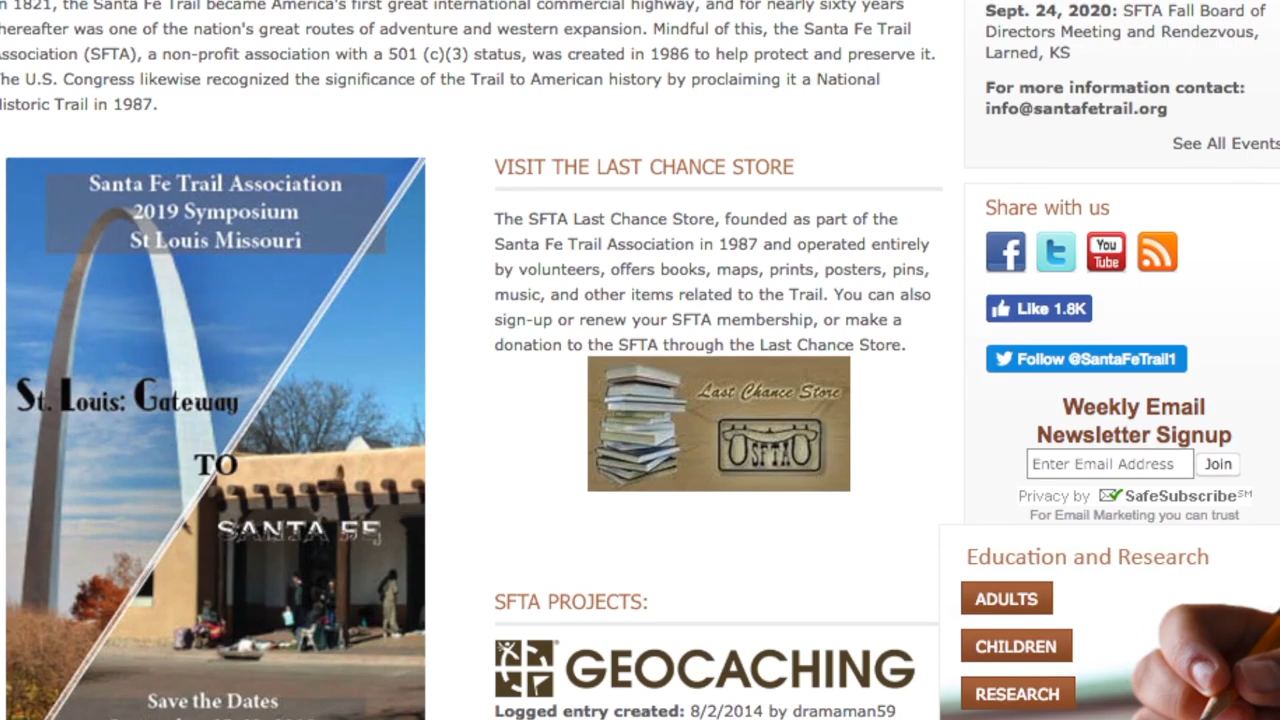 n 1821, the Santa Fe Trail became America's first great international commercial highway, and for nearly sixty years
hereafter was one of the nation's great routes of adventure and western expansion. Mindful of this, the Santa Fe Trail
ssociation (SFTA), a non-profit association with a 501 (c)(3) status, was created in 1986 to help protect and preserve it.
he U.S. Congress likewise recognized the significance of the Trail to American history by proclaiming it a National
istoric Trail in 1987.
Santa Fe Trail Association
2019 Symposium
St Louis Missouri
St. Louis: Gateway
TO
SANTA FE
Save the Dates
VISIT THE LAST CHANCE STORE
The SFTA Last Chance Store, founded as part of the
Santa Fe Trail Association in 1987 and operated entirely
by volunteers, offers books, maps, prints, posters, pins,
music, and other items related to the Trail. You can also
sign-up or renew your SFTA membership, or make a
donation to the SFTA through the Last Chance Store.
Last Chance Store
SFTA
SFTA PROJECTS:
GEOCACHING
Logged entry created: 8/2/2014 by dramaman59
Sept. 24, 2020: SFTA Fall Board of
Directors Meeting and Rendezvous,
Larned, KS
For more information contact:
info@santafetrail.org
See All Events
Share with us
You
Tube
Like 1.8K
Follow @SantaFeTrail1
Weekly Email
Newsletter Signup
Enter Email Address Join
Privacy by SafeSubscribe℠
For Email Marketing you can trust
Education and Research
ADULTS
CHILDREN
RESEARCH